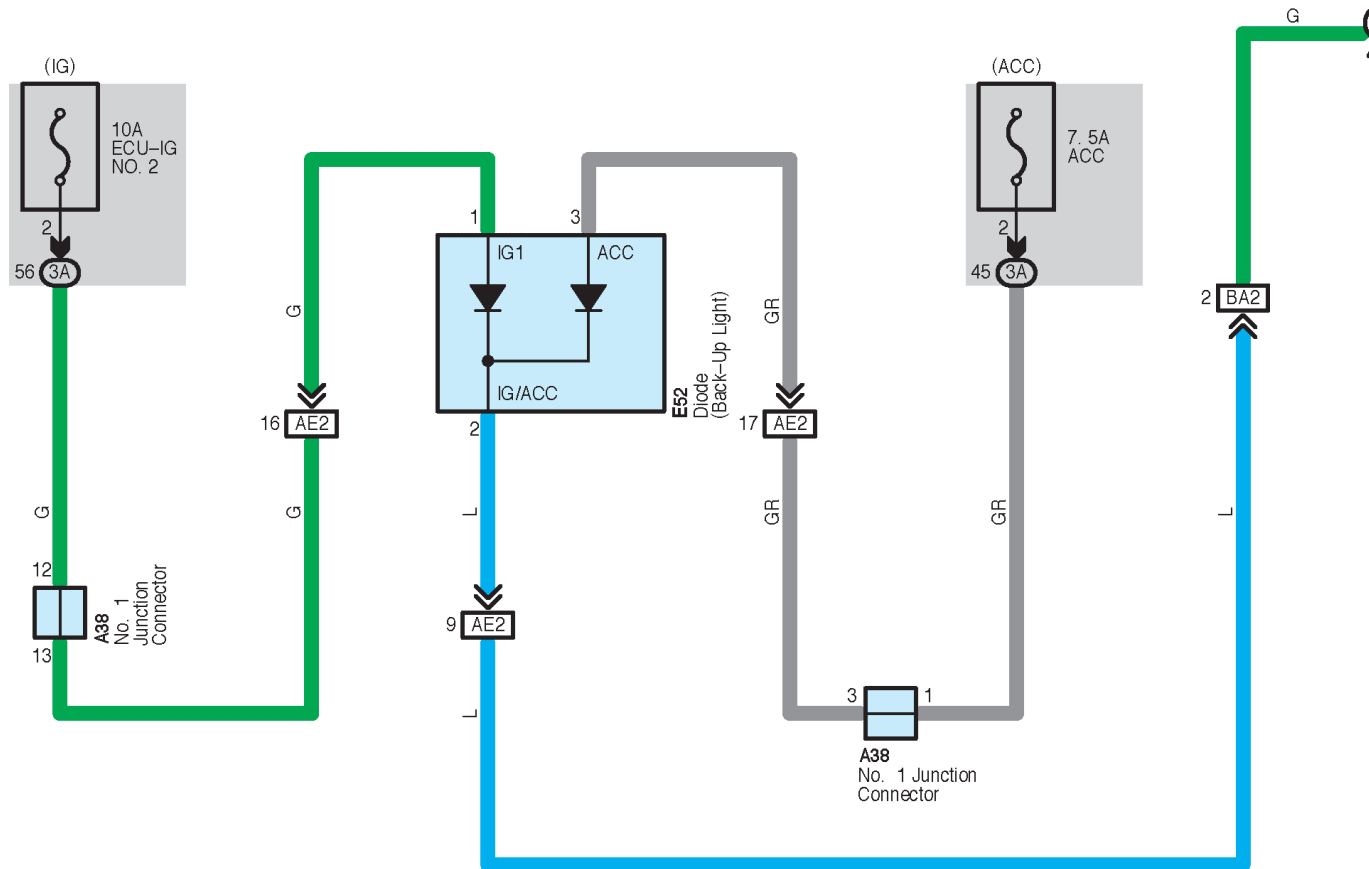 G
(IG)
10A
ECU–IG
NO. 2
2
56 3A
(ACC)
7. 5A
ACC
2
45 3A
1
3
IG1
ACC
IG/ACC
2
E52
Diode
(Back–Up Light)
G
GR
16 AE2
17 AE2
2 BA2
G
G
L
GR
GR
L
12
13
A38
No. 1
Junction
Connector
9 AE2
L
3
1
A38
No. 1 Junction
Connector